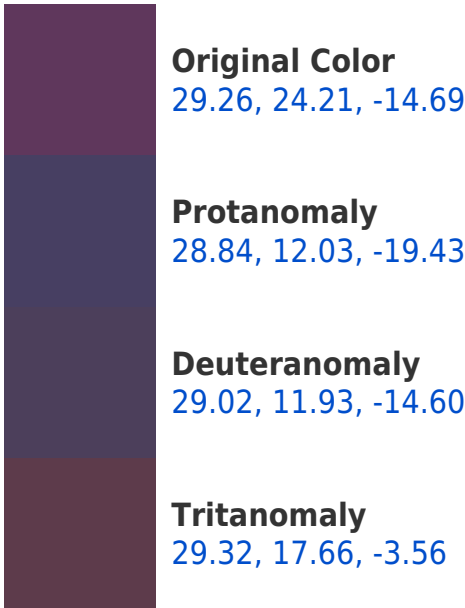 Original Color
29.26, 24.21, -14.69
Protanomaly
28.84, 12.03, -19.43
Deuteranomaly
29.02, 11.93, -14.60
Tritanomaly
29.32, 17.66, -3.56